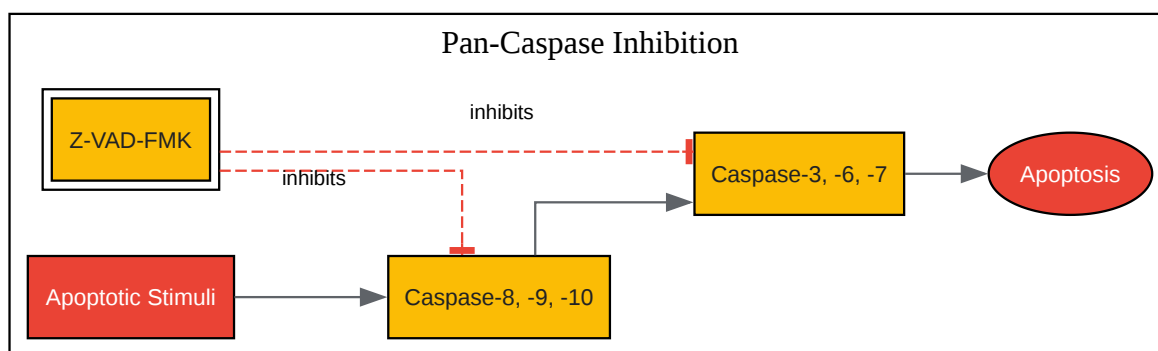 Pan-Caspase Inhibition
inhibits
Z-VAD-FMK
inhibits
Caspase-3, -6, -7
Apoptosis
Apoptotic Stimuli
Caspase-8, -9, -10